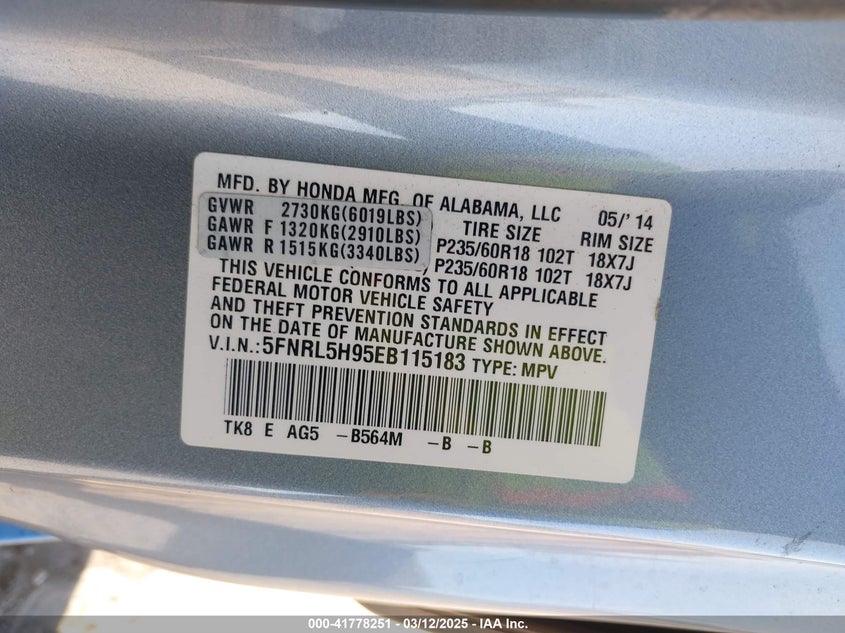 MFD. BY HONDA MFG. OF ALABAMA, LLC 05/'14
GVWR 2730KG(6019LBS) TIRE SIZE RIM SIZE
GAWR F 1320KG(2910LBS) P235/60R18 102T 18X7J
GAWR R 1515KG(3340LBS), P235/60R18 102T 18X7J
THIS VEHICLE CONFORMS TO ALL APPLICABLE
FEDERAL MOTOR VEHICLE SAFETY
AND THEFT PREVENTION STANDARDS IN EFFECT
ON THE DATE OF MANUFACTURE SHOWN ABOVE.
V.I.N.:5FNRL5H95EB115183 TYPE: MPV
TK8 E AG5 -B564M -B -B
000-41778251 - 03/12/2025 - IAA Inc.